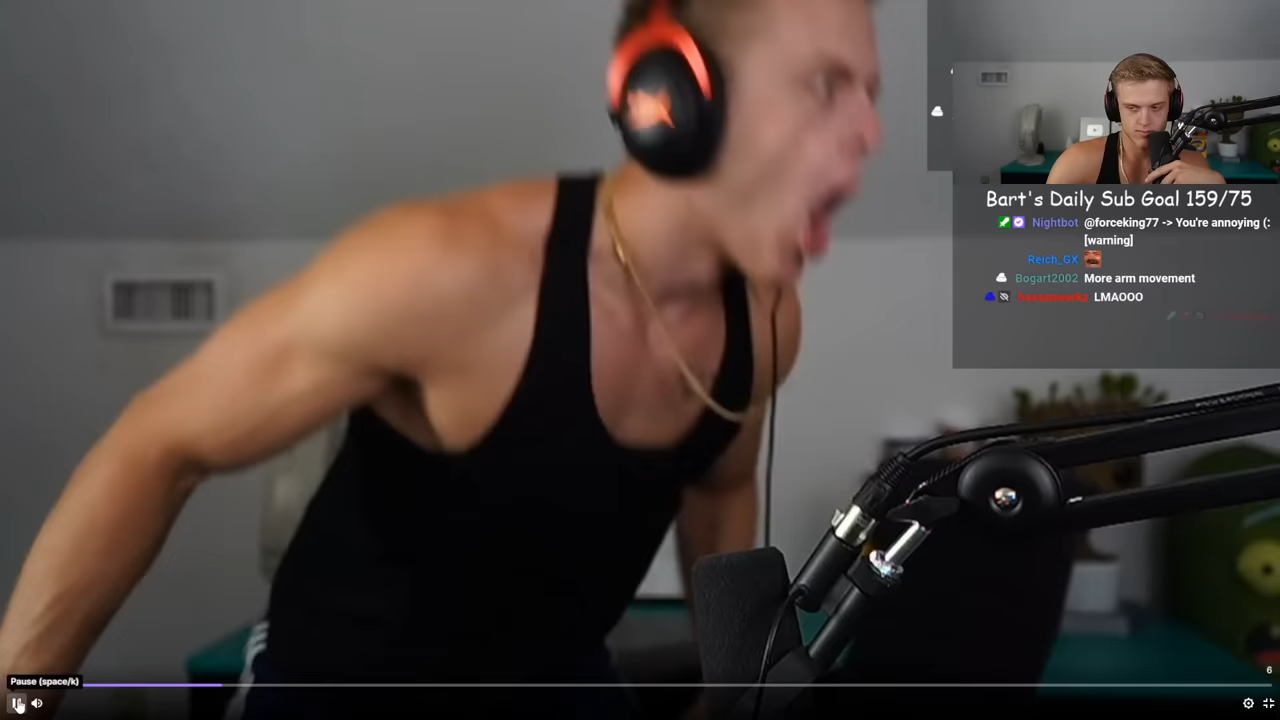 Bart's Daily Sub Goal 159/75
Nightbot @forceking77 -> You're annoying (:
[warning]
Reich_GX
Bogart2002 More arm movement
LMAOOO
6
Pause (space/k)